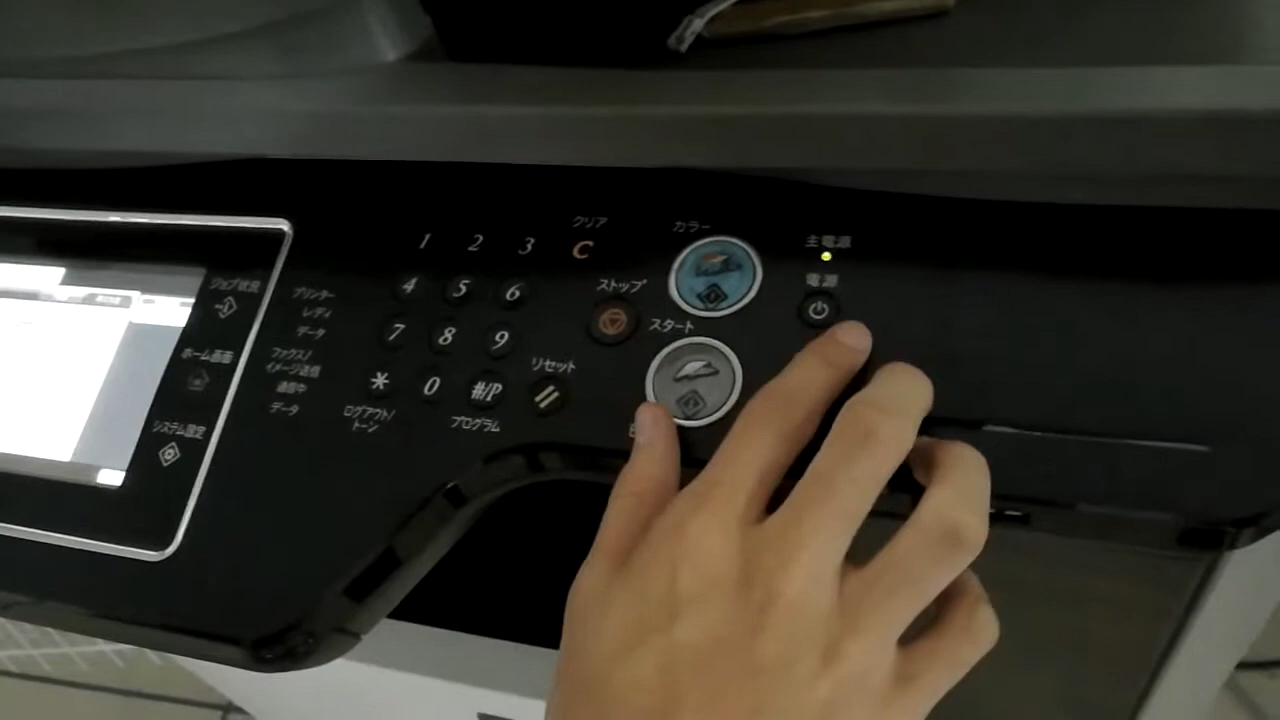 クリア
カラー
1 2 3 C
主電源
電源
ジョブ状況
プリンター
レディ
データ
4 5 6
ストップ
スタート
7 8 9
ホーム画面
ファクス/
イメージ送信
通信中
データ
リセット
* 0 #/P
ログアウト/
トーン
プログラム
システム設定